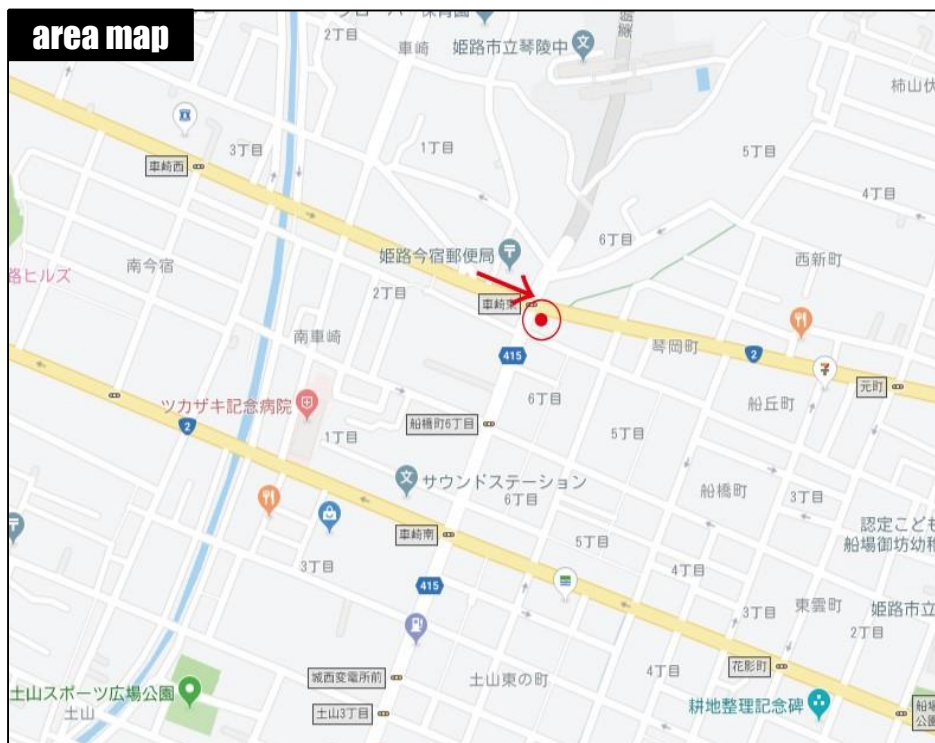 area map
2丁目
車崎
姫路市立琴陵中
柿山伏
3丁目
1丁目
5丁目
車崎西
4丁目
6丁目
姫路今宿郵便局
西新町
南今宿
路ヒルズ
2丁目
車崎東
南車崎
琴岡町
2
415
元町
ツカザキ記念病院
6丁目
船丘町
2
船橋町6丁目
1丁目
5丁目
サウンドステーション
船橋町
6丁目
3丁目
認定こども
船場御坊幼稚
車崎南
5丁目
3丁目
4丁目
415
3丁目
東雲町
姫路市立
2丁目
城西変電所前
土山東の町
4丁目
花影町
土山スポーツ広場公園
土山
土山3丁目
耕地整理記念碑
船場
公園